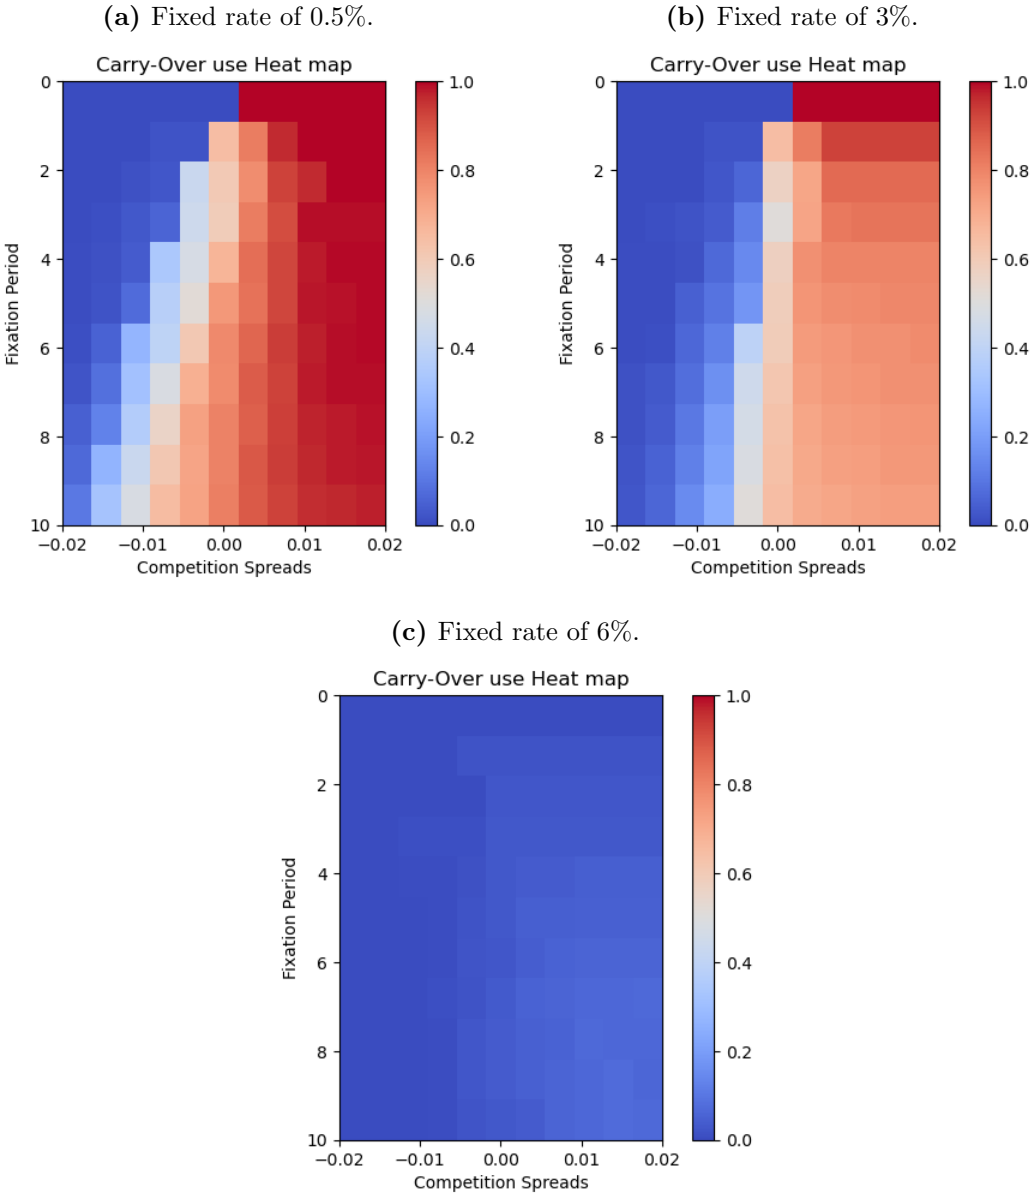 (a) Fixed rate of 0.5%.
Carry-Over use Heat map
Fixation Period
0
2
4
6
8
10
−0.02 −0.01 0.00 0.01 0.02
Competition Spreads
1.0
0.8
0.6
0.4
0.2
0.0
(b) Fixed rate of 3%.
Carry-Over use Heat map
Fixation Period
0
2
4
6
8
10
−0.02 −0.01 0.00 0.01 0.02
Competition Spreads
1.0
0.8
0.6
0.4
0.2
0.0
(c) Fixed rate of 6%.
Carry-Over use Heat map
Fixation Period
0
2
4
6
8
10
−0.02 −0.01 0.00 0.01 0.02
Competition Spreads
1.0
0.8
0.6
0.4
0.2
0.0